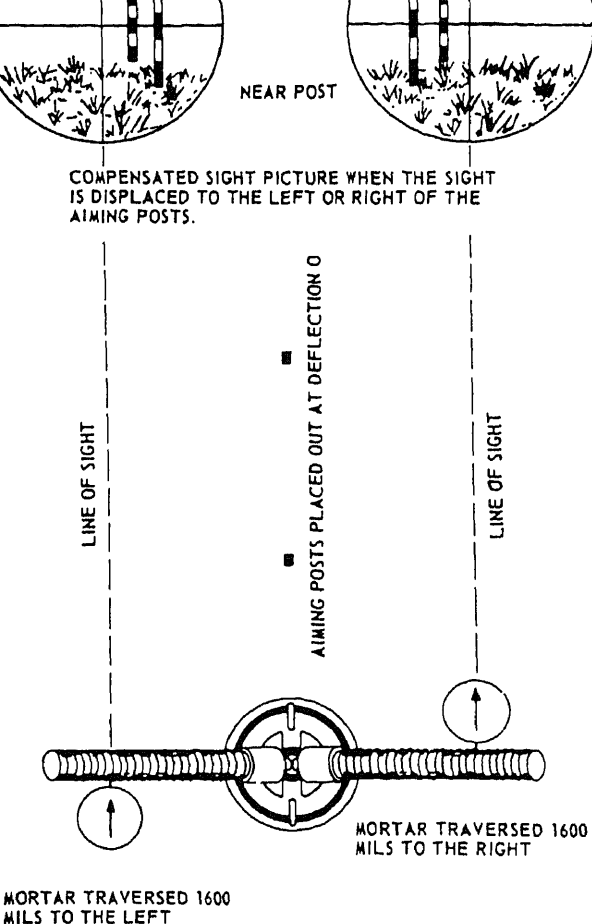 NEAR POST
COMPENSATED SIGHT PICTURE WHEN THE SIGHT
IS DISPLACED TO THE LEFT OR RIGHT OF THE
AIMING POSTS.
LINE OF SIGHT
AIMING POSTS PLACED OUT AT DEFLECTION 0
LINE OF SIGHT
MORTAR TRAVERSED 1600
MILS TO THE RIGHT
MORTAR TRAVERSED 1600
MILS TO THE LEFT